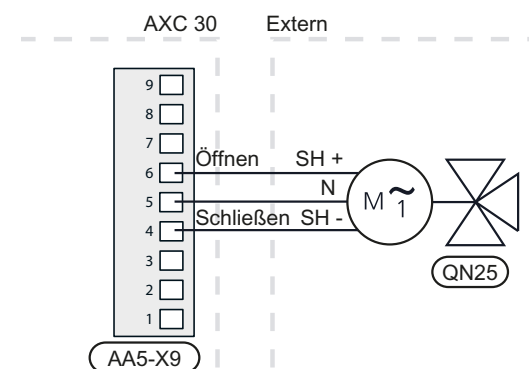 AXC 30 Extern
9
8
7
6 Öffnen SH +
5 N
4 Schließen SH -
3
2
1
M ~ 1
QN25
AA5-X9